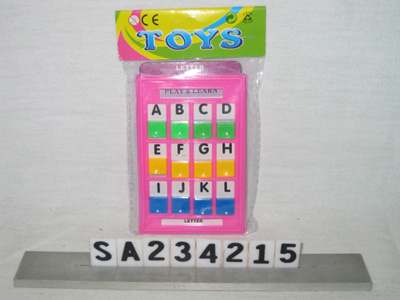 CE
TOYS
LETTER
PLAY & LEARN
A B C D
E F G H
I J K L
LETTER
SA234215